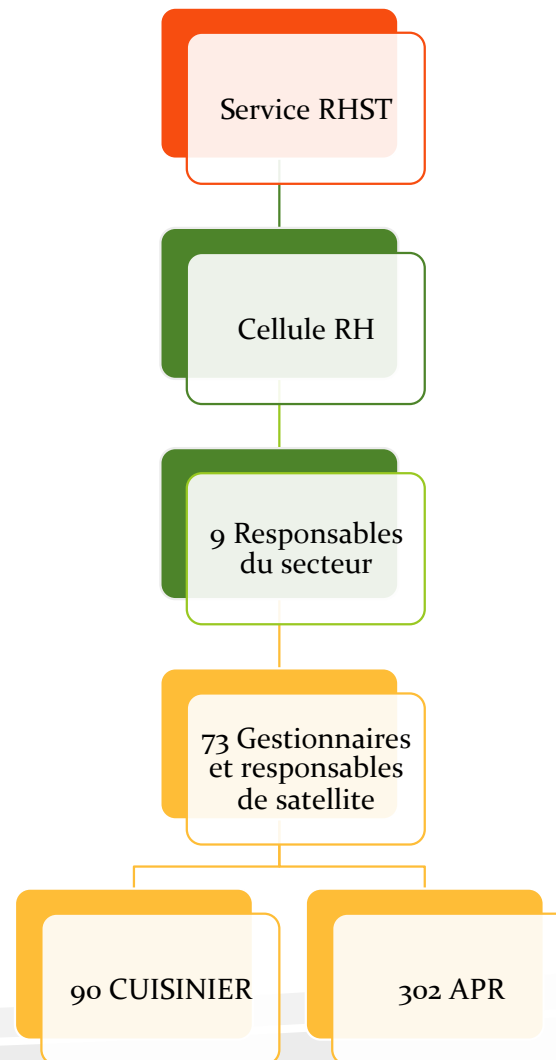 Service RHST
Cellule RH
9 Responsables
du secteur
73 Gestionnaires
et responsables
de satellite
90 CUISINIER
302 APR